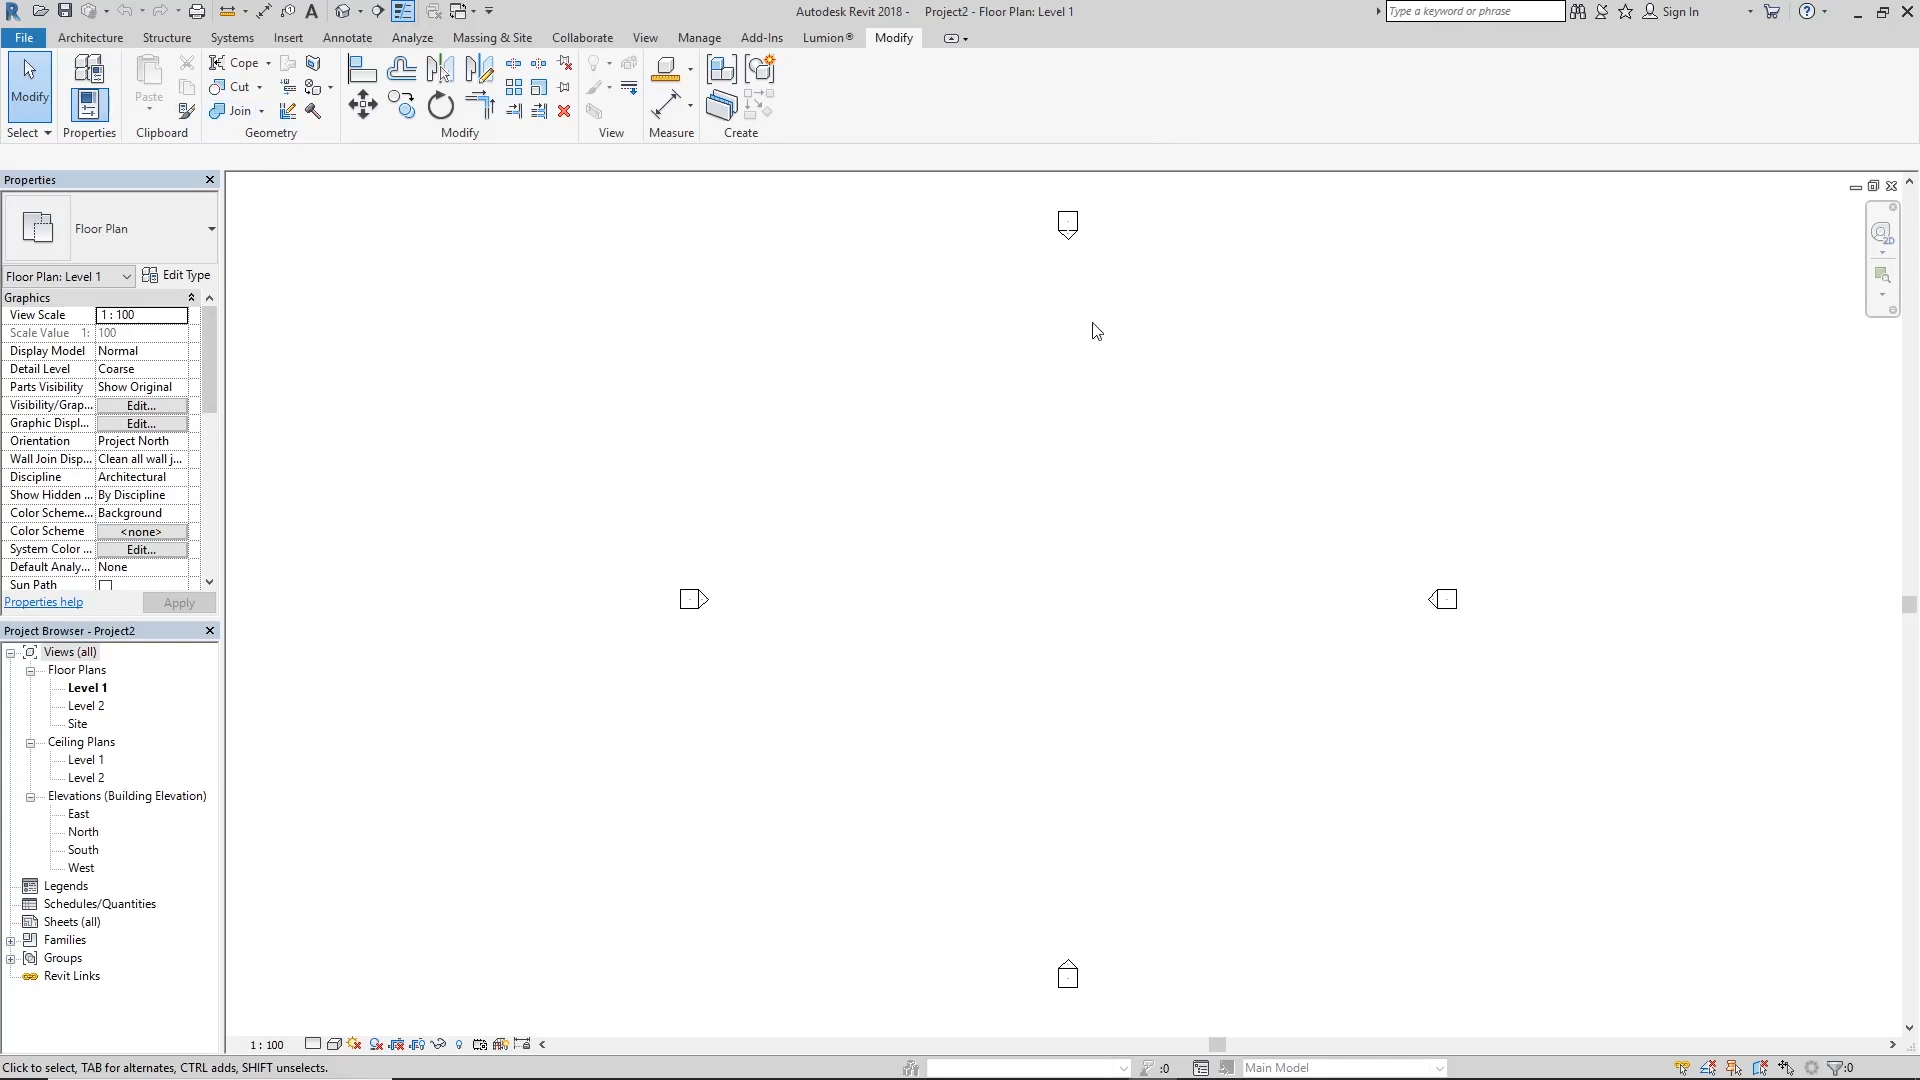 Autodesk Revit 2018 - Project2 - Floor Plan: Level 1
Type a keyword or phrase
Sign In
File Architecture Structure Systems Insert Annotate Analyze Massing & Site Collaborate View Manage Add-Ins Lumion® Modify
Modify
Paste
Cope
Cut
Join
Select Properties Clipboard Geometry Modify View Measure Create
Properties
Floor Plan
Floor Plan: Level 1 Edit Type
Graphics
View Scale 1 : 100
Scale Value 1: 100
Display Model Normal
Detail Level Coarse
Parts Visibility Show Original
Visibility/Grap... Edit...
Graphic Displ... Edit...
Orientation Project North
Wall Join Disp... Clean all wall j...
Discipline Architectural
Show Hidden ... By Discipline
Color Scheme... Background
Color Scheme <none>
System Color ... Edit...
Default Analy... None
Sun Path
Properties help Apply
Project Browser - Project2
Views (all)
Floor Plans
Level 1
Level 2
Site
Ceiling Plans
Level 1
Level 2
Elevations (Building Elevation)
East
North
South
West
Legends
Schedules/Quantities
Sheets (all)
Families
Groups
Revit Links
2D
1 : 100
Click to select, TAB for alternates, CTRL adds, SHIFT unselects.
:0
Main Model
:0